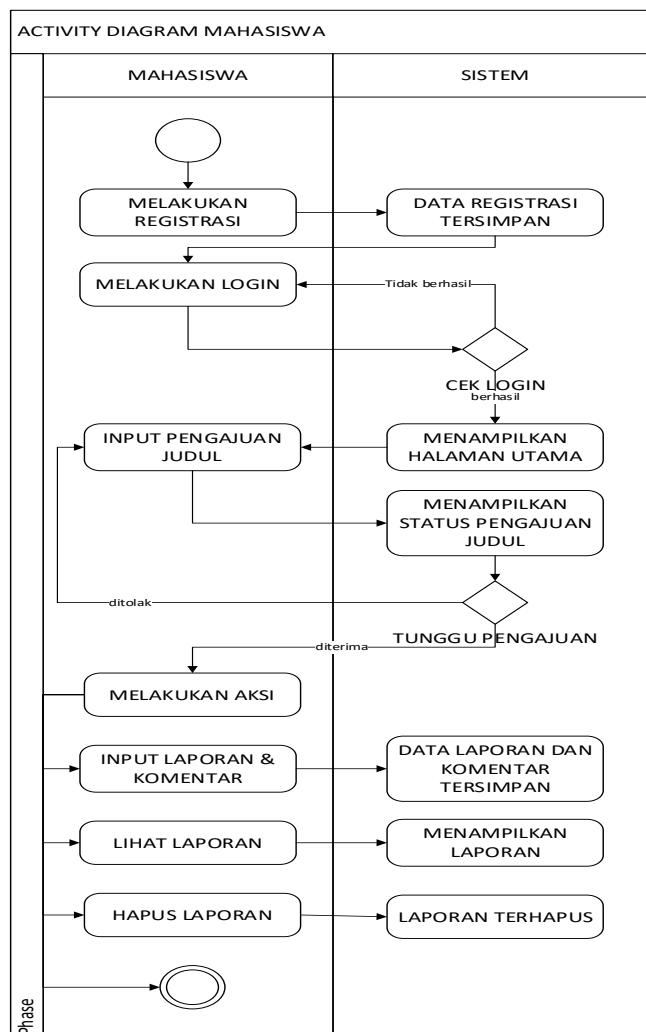 ACTIVITY DIAGRAM MAHASISWA
MAHASISWA
SISTEM
MELAKUKAN
REGISTRASI
DATA REGISTRASI
TERSIMPAN
MELAKUKAN LOGIN
Tidak berhasil
CEK LOGIN
berhasil
INPUT PENGAJUAN
JUDUL
MENAMPILKAN
HALAMAN UTAMA
MENAMPILKAN
STATUS PENGAJUAN
JUDUL
ditolak
TUNGGU PENGAJUAN
diterima
MELAKUKAN AKSI
INPUT LAPORAN &
KOMENTAR
DATA LAPORAN DAN
KOMENTAR
TERSIMPAN
LIHAT LAPORAN
MENAMPILKAN
LAPORAN
HAPUS LAPORAN
LAPORAN TERHAPUS
Phase